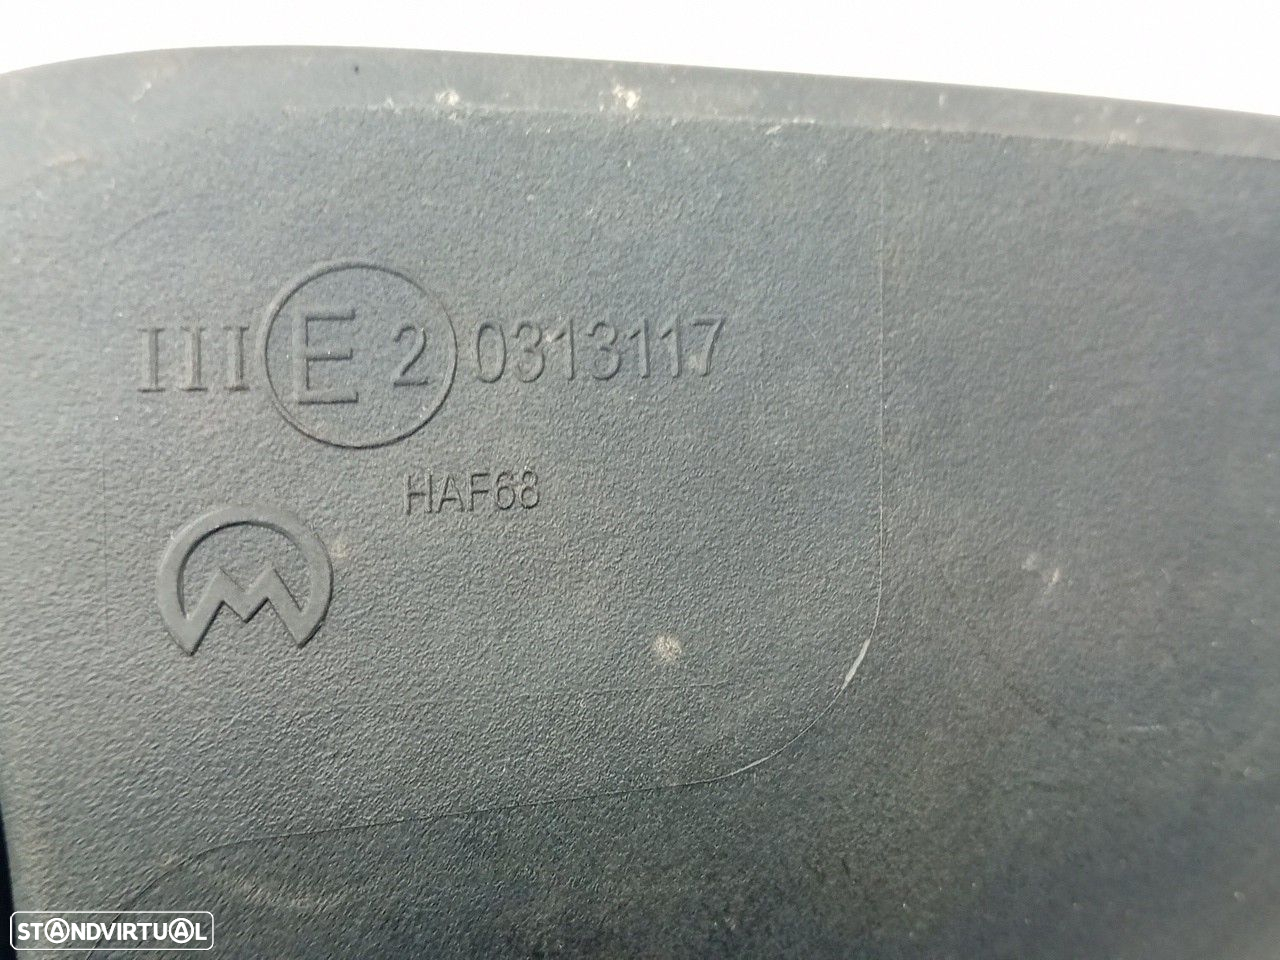 III E 2 0313117
HAF68
STANDVIRTUAL